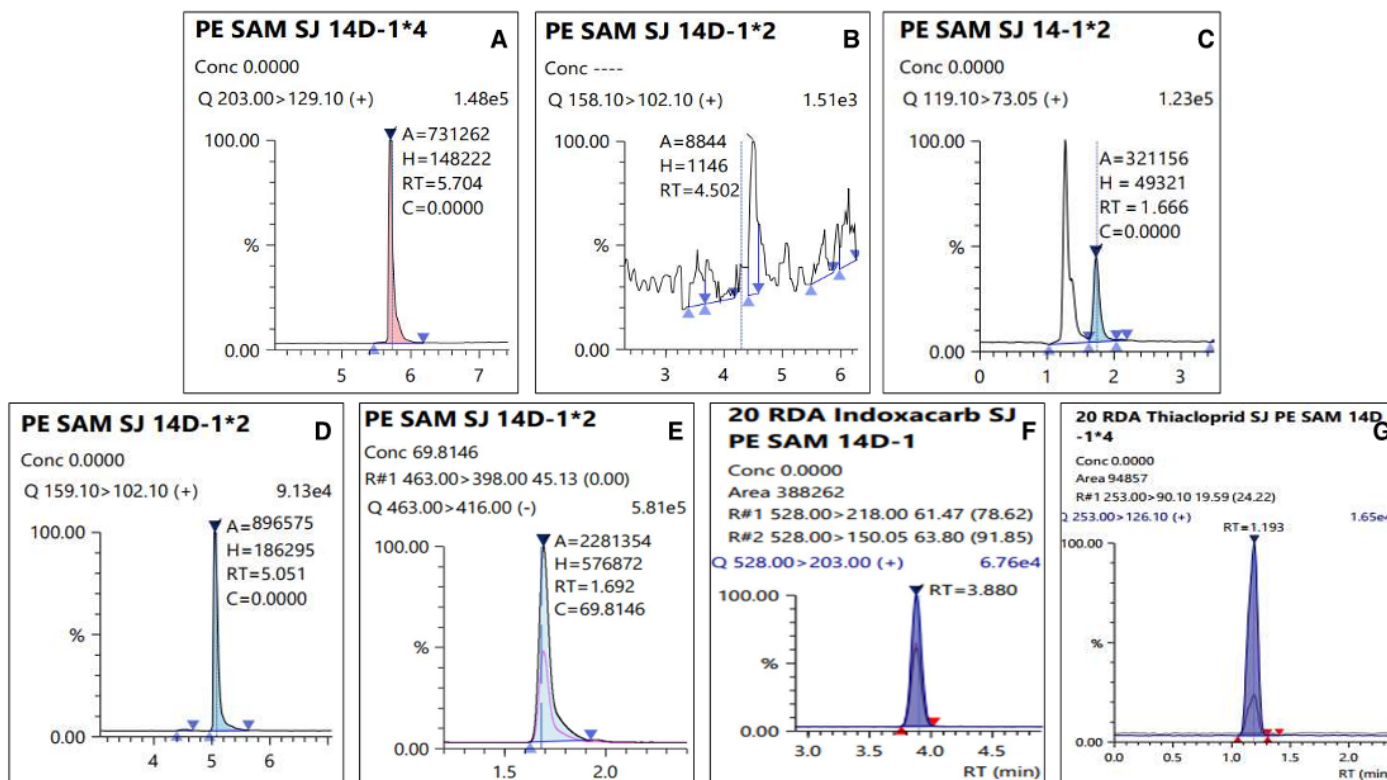 PE SAM SJ 14D-1*4
A
Conc 0.0000
Q 203.00>129.10 (+) 1.48e5
100.00
A=731262
H=148222
RT=5.704
C=0.0000
%
0.00
5 6 7
PE SAM SJ 14D-1*2
B
Conc ----
Q 158.10>102.10 (+) 1.51e3
100.00
A=8844
H=1146
RT=4.502
%
0.00
3 4 5 6
PE SAM SJ 14-1*2
C
Conc 0.0000
Q 119.10>73.05 (+) 1.23e5
100.00
A=321156
H = 49321
RT = 1.666
C=0.0000
%
0.00
0 1 2 3
PE SAM SJ 14D-1*2
D
Conc 0.0000
Q 159.10>102.10 (+) 9.13e4
100.00
A=896575
H=186295
RT=5.051
C=0.0000
%
0.00
4 5 6
PE SAM SJ 14D-1*2
E
Conc 69.8146
R#1 463.00>398.00 45.13 (0.00)
Q 463.00>416.00 (-) 5.81e5
100.00
A=2281354
H=576872
RT=1.692
C=69.8146
%
0.00
1.5 2.0
20 RDA Indoxacarb SJ
PE SAM 14D-1
F
Conc 0.0000
Area 388262
R#1 528.00>218.00 61.47 (78.62)
R#2 528.00>150.05 63.80 (91.85)
Q 528.00>203.00 (+) 6.76e4
100.00
RT=3.880
%
0.00
3.0 3.5 4.0 4.5
RT (min)
20 RDA Thiacloprid SJ PE SAM 14D
-1*4
G
Conc 0.0000
Area 94857
R#1 253.00>90.10 19.59 (24.22)
Q 253.00>126.10 (+) 1.65e4
RT=1.193
100.00
%
0.00
0.0 0.5 1.0 1.5 2.0
RT (min)